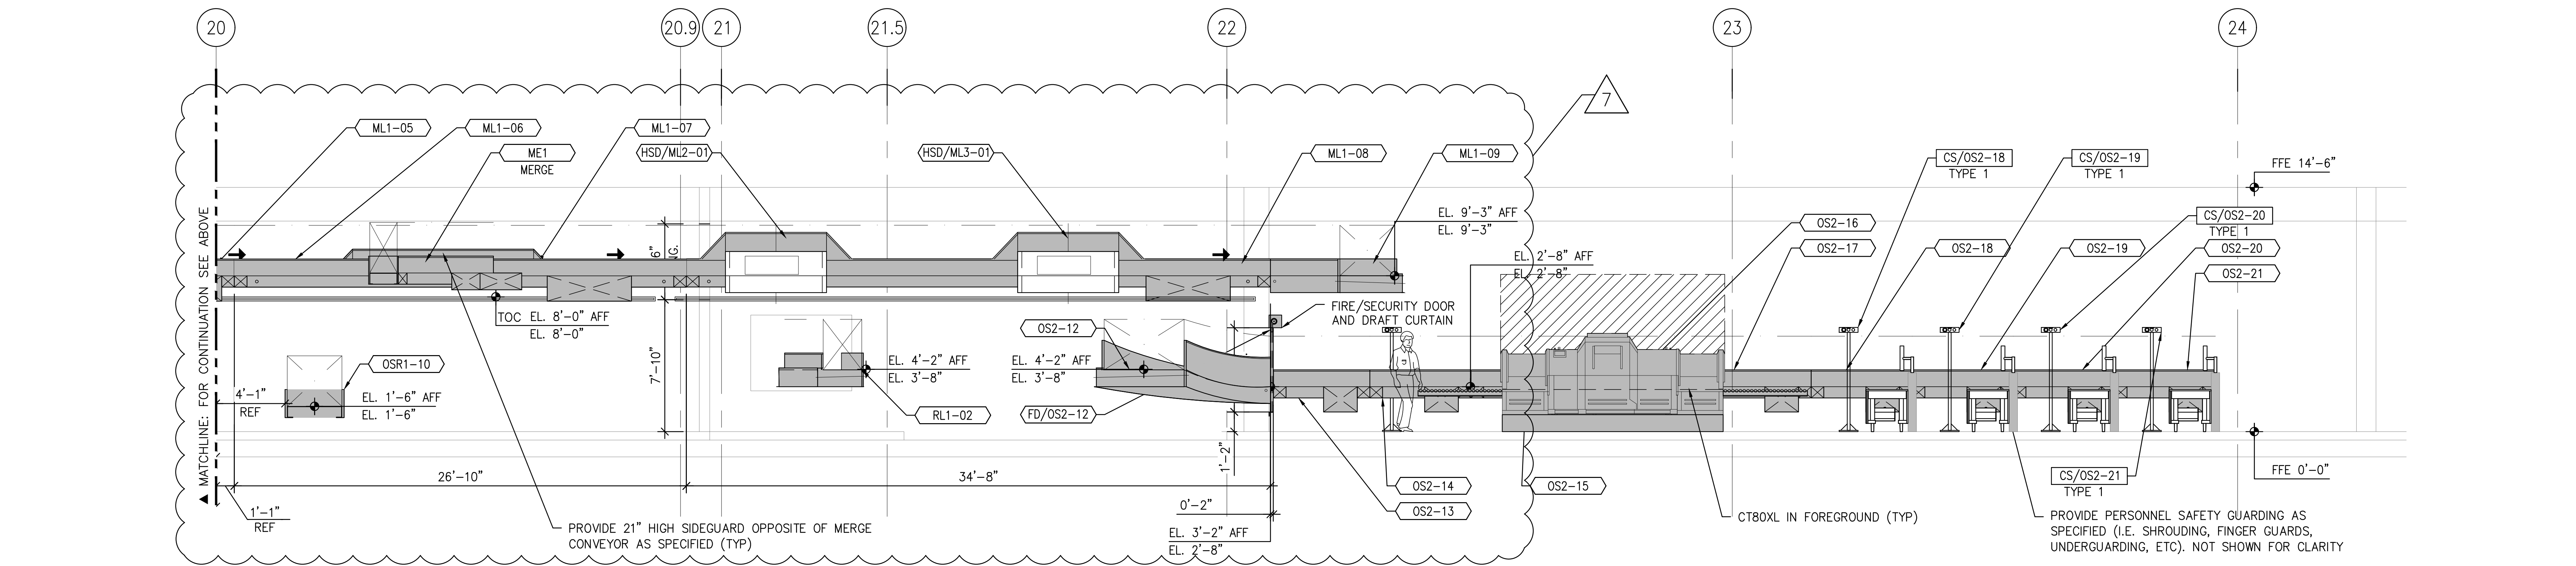 20
20.9
21
21.5
22
23
24
7
ML1-05
ML1-06
ML1-07
ME1
MERGE
HSD/ML2-01
HSD/ML3-01
ML1-08
ML1-09
CS/OS2-18
TYPE 1
CS/OS2-19
TYPE 1
FFE 14'-6"
CS/OS2-20
TYPE 1
EL. 9'-3" AFF
EL. 9'-3"
OS2-16
OS2-17
OS2-18
OS2-19
OS2-20
OS2-21
EL. 2'-8" AFF
EL. 2'-8"
MATCHLINE: FOR CONTINUATION SEE ABOVE
TOC EL. 8'-0" AFF
EL. 8'-0"
FIRE/SECURITY DOOR
AND DRAFT CURTAIN
OS2-12
OSR1-10
EL. 4'-2" AFF
EL. 3'-8"
EL. 4'-2" AFF
EL. 3'-8"
7'-10"
4'-1"
REF
EL. 1'-6" AFF
EL. 1'-6"
RL1-02
FD/OS2-12
1'-2"
26'-10"
34'-8"
OS2-14
OS2-15
OS2-13
CS/OS2-21
TYPE 1
FFE 0'-0"
1'-1"
REF
0'-2"
EL. 3'-2" AFF
EL. 2'-8"
PROVIDE 21" HIGH SIDEGUARD OPPOSITE OF MERGE
CONVEYOR AS SPECIFIED (TYP)
CT80XL IN FOREGROUND (TYP)
PROVIDE PERSONNEL SAFETY GUARDING AS
SPECIFIED (I.E. SHROUDING, FINGER GUARDS,
UNDERGUARDING, ETC). NOT SHOWN FOR CLARITY